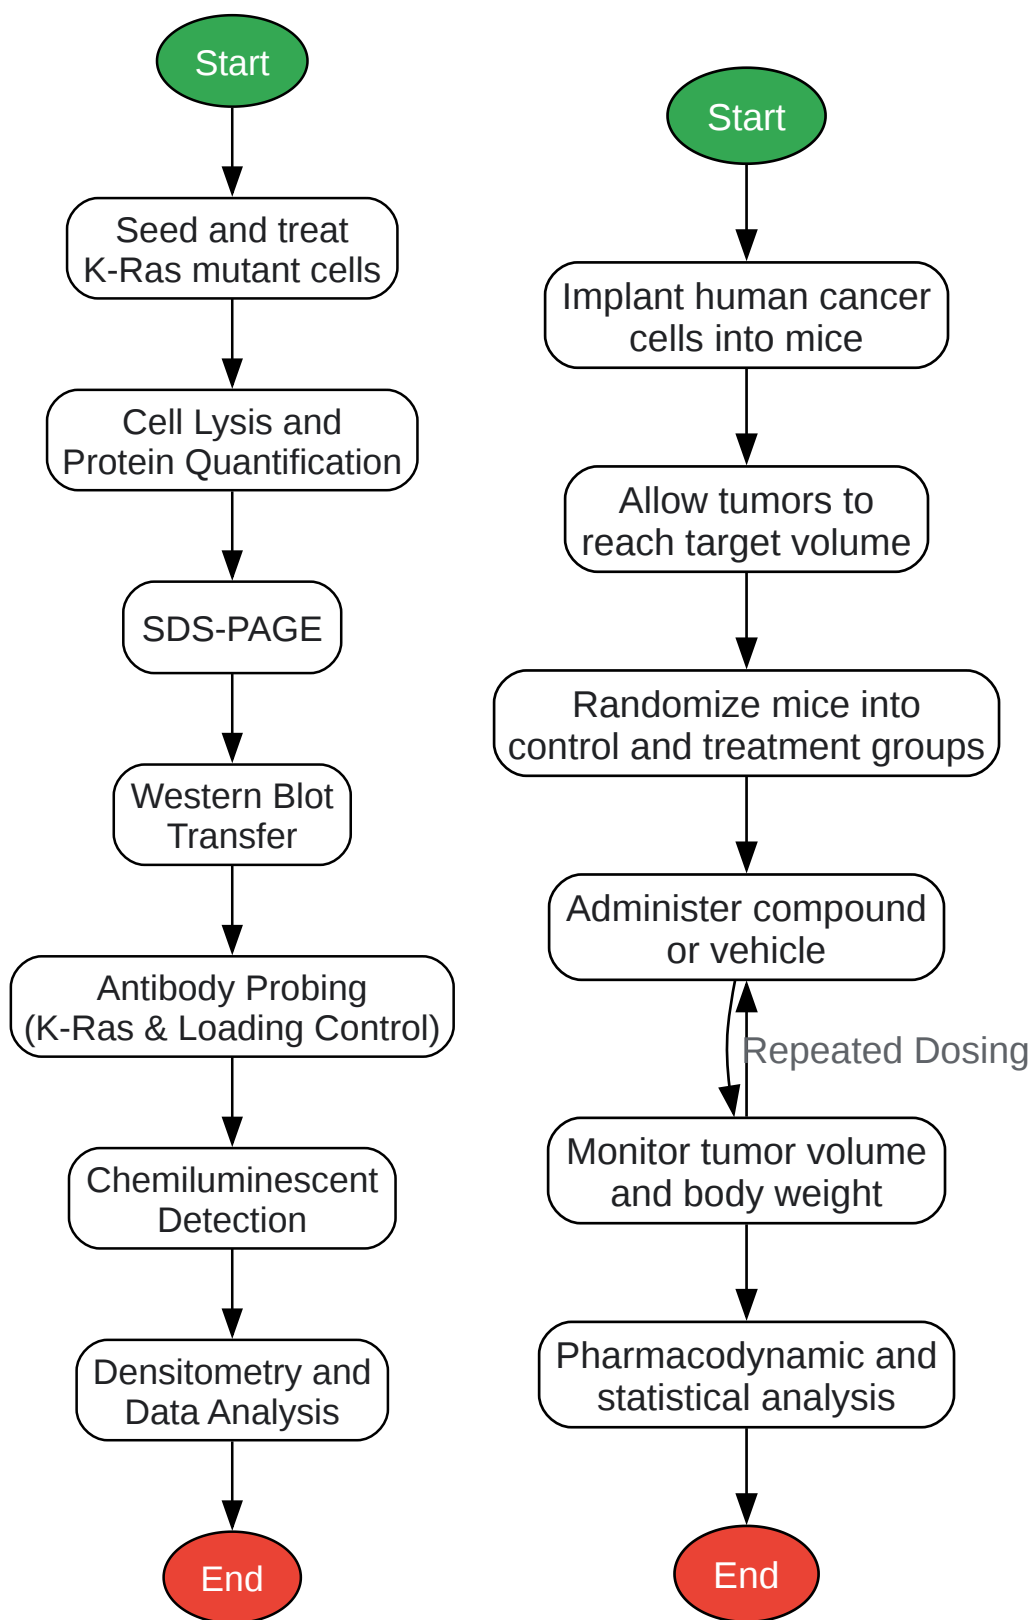 Start
Seed and treat
K-Ras mutant cells
Cell Lysis and
Protein Quantification
SDS-PAGE
Western Blot
Transfer
Antibody Probing
(K-Ras & Loading Control)
Chemiluminescent
Detection
Densitometry and
Data Analysis
End
Start
Implant human cancer
cells into mice
Allow tumors to
reach target volume
Randomize mice into
control and treatment groups
Administer compound
or vehicle
Repeated Dosing
Monitor tumor volume
and body weight
Pharmacodynamic and
statistical analysis
End